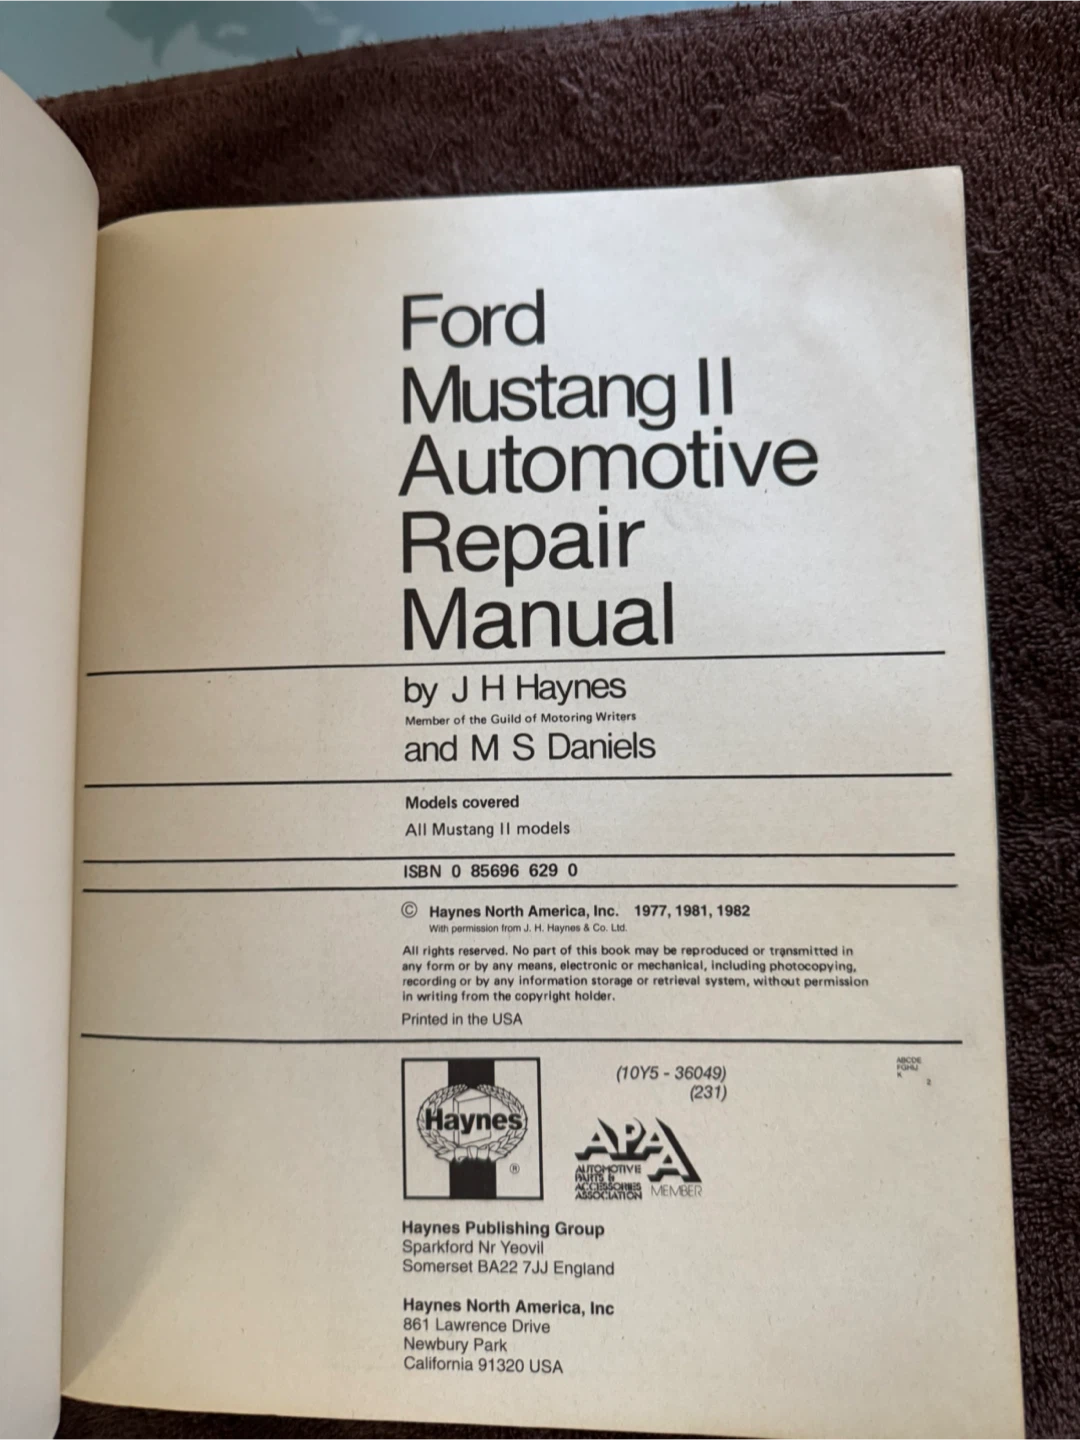 Ford
Mustang II
Automotive
Repair
Manual
by J H Haynes
Member of the Guild of Motoring Writers
and M S Daniels
Models covered
All Mustang II models
ISBN 0 85696 629 0
© Haynes North America, Inc. 1977, 1981, 1982
With permission from J. H. Haynes & Co. Ltd.
All rights reserved. No part of this book may be reproduced or transmitted in
any form or by any means, electronic or mechanical, including photocopying,
recording or by any information storage or retrieval system, without permission
in writing from the copyright holder.
Printed in the USA
Haynes
®
(10Y5 - 36049)
(231)
ABCDE
FGHIJ
K
2
APAA
AUTOMOTIVE
PARTS &
ACCESSORIES
ASSOCIATION MEMBER
Haynes Publishing Group
Sparkford Nr Yeovil
Somerset BA22 7JJ England
Haynes North America, Inc
861 Lawrence Drive
Newbury Park
California 91320 USA